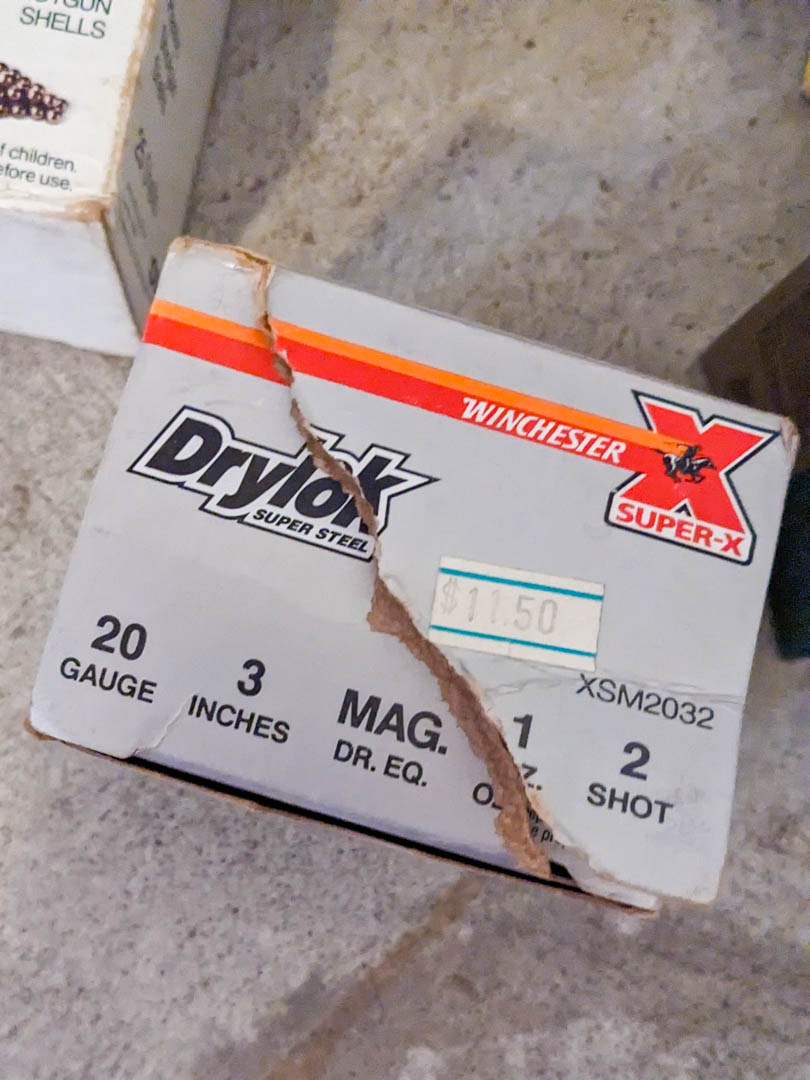 SHELLS
f children.
efore use.
WINCHESTER
X
SUPER-X
Drylok
SUPER STEEL
$11.50
XSM2032
20
GAUGE
3
INCHES
MAG.
DR. EQ.
1
OZ.
2
SHOT